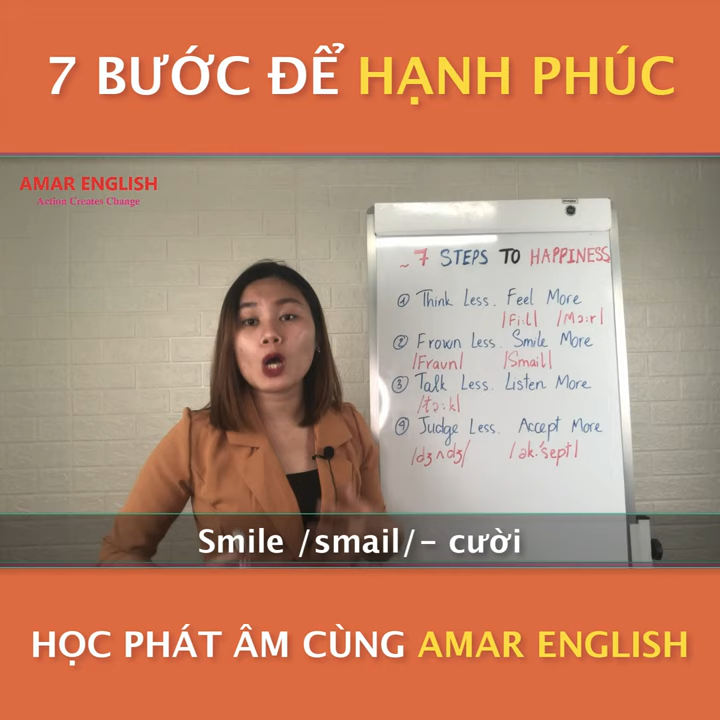 7 BƯỚC ĐỂ HẠNH PHÚC
AMAR ENGLISH
Action Creates Change
~ 7 STEPS TO HAPPINESS
① Think Less. Feel More
/Fi:l/ /Mɔ:r/
② Frown Less. Smile More
/Fraʊn/ /Smail/
③ Talk Less. Listen More
/tɔ:k/
④ Judge Less. Accept More
/dʒʌdʒ/ /ək.'sept/
Smile /smail/- cười
HỌC PHÁT ÂM CÙNG AMAR ENGLISH